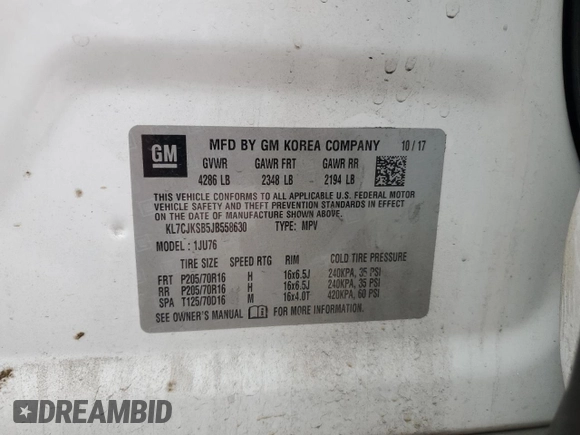 GM
MFD BY GM KOREA COMPANY 10/17
GVWR GAWR FRT GAWR RR
4286 LB 2348 LB 2194 LB
THIS VEHICLE CONFORMS TO ALL APPLICABLE U.S. FEDERAL MOTOR
VEHICLE SAFETY AND THEFT PREVENTION STANDARDS IN EFFECT
ON THE DATE OF MANUFACTURE SHOWN ABOVE.
KL7CJKSB5JB558630 TYPE: MPV
MODEL: 1JU76
TIRE SIZE SPEED RTG RIM COLD TIRE PRESSURE
FRT P205/70R16 H 16x6.5J 240KPA, 35 PSI
RR P205/70R16 H 16x6.5J 240KPA, 35 PSI
SPA T125/70D16 M 16x4.0T 420KPA, 60 PSI
SEE OWNER'S MANUAL FOR MORE INFORMATION.
DREAMBID